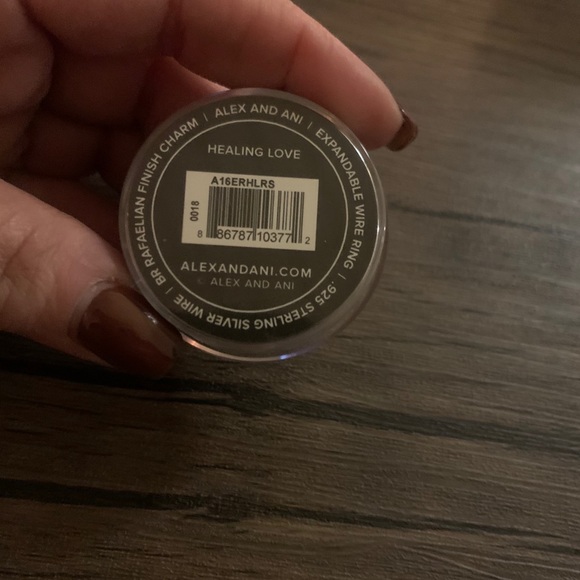 ALEX AND ANI | EXPANDABLE WIRE RING | .925 STERLING SILVER WIRE | BR RAFAELIAN FINISH CHARM |
HEALING LOVE
A16ERHLRS
0018
8 86787 10377 2
ALEXANDANI.COM
© ALEX AND ANI